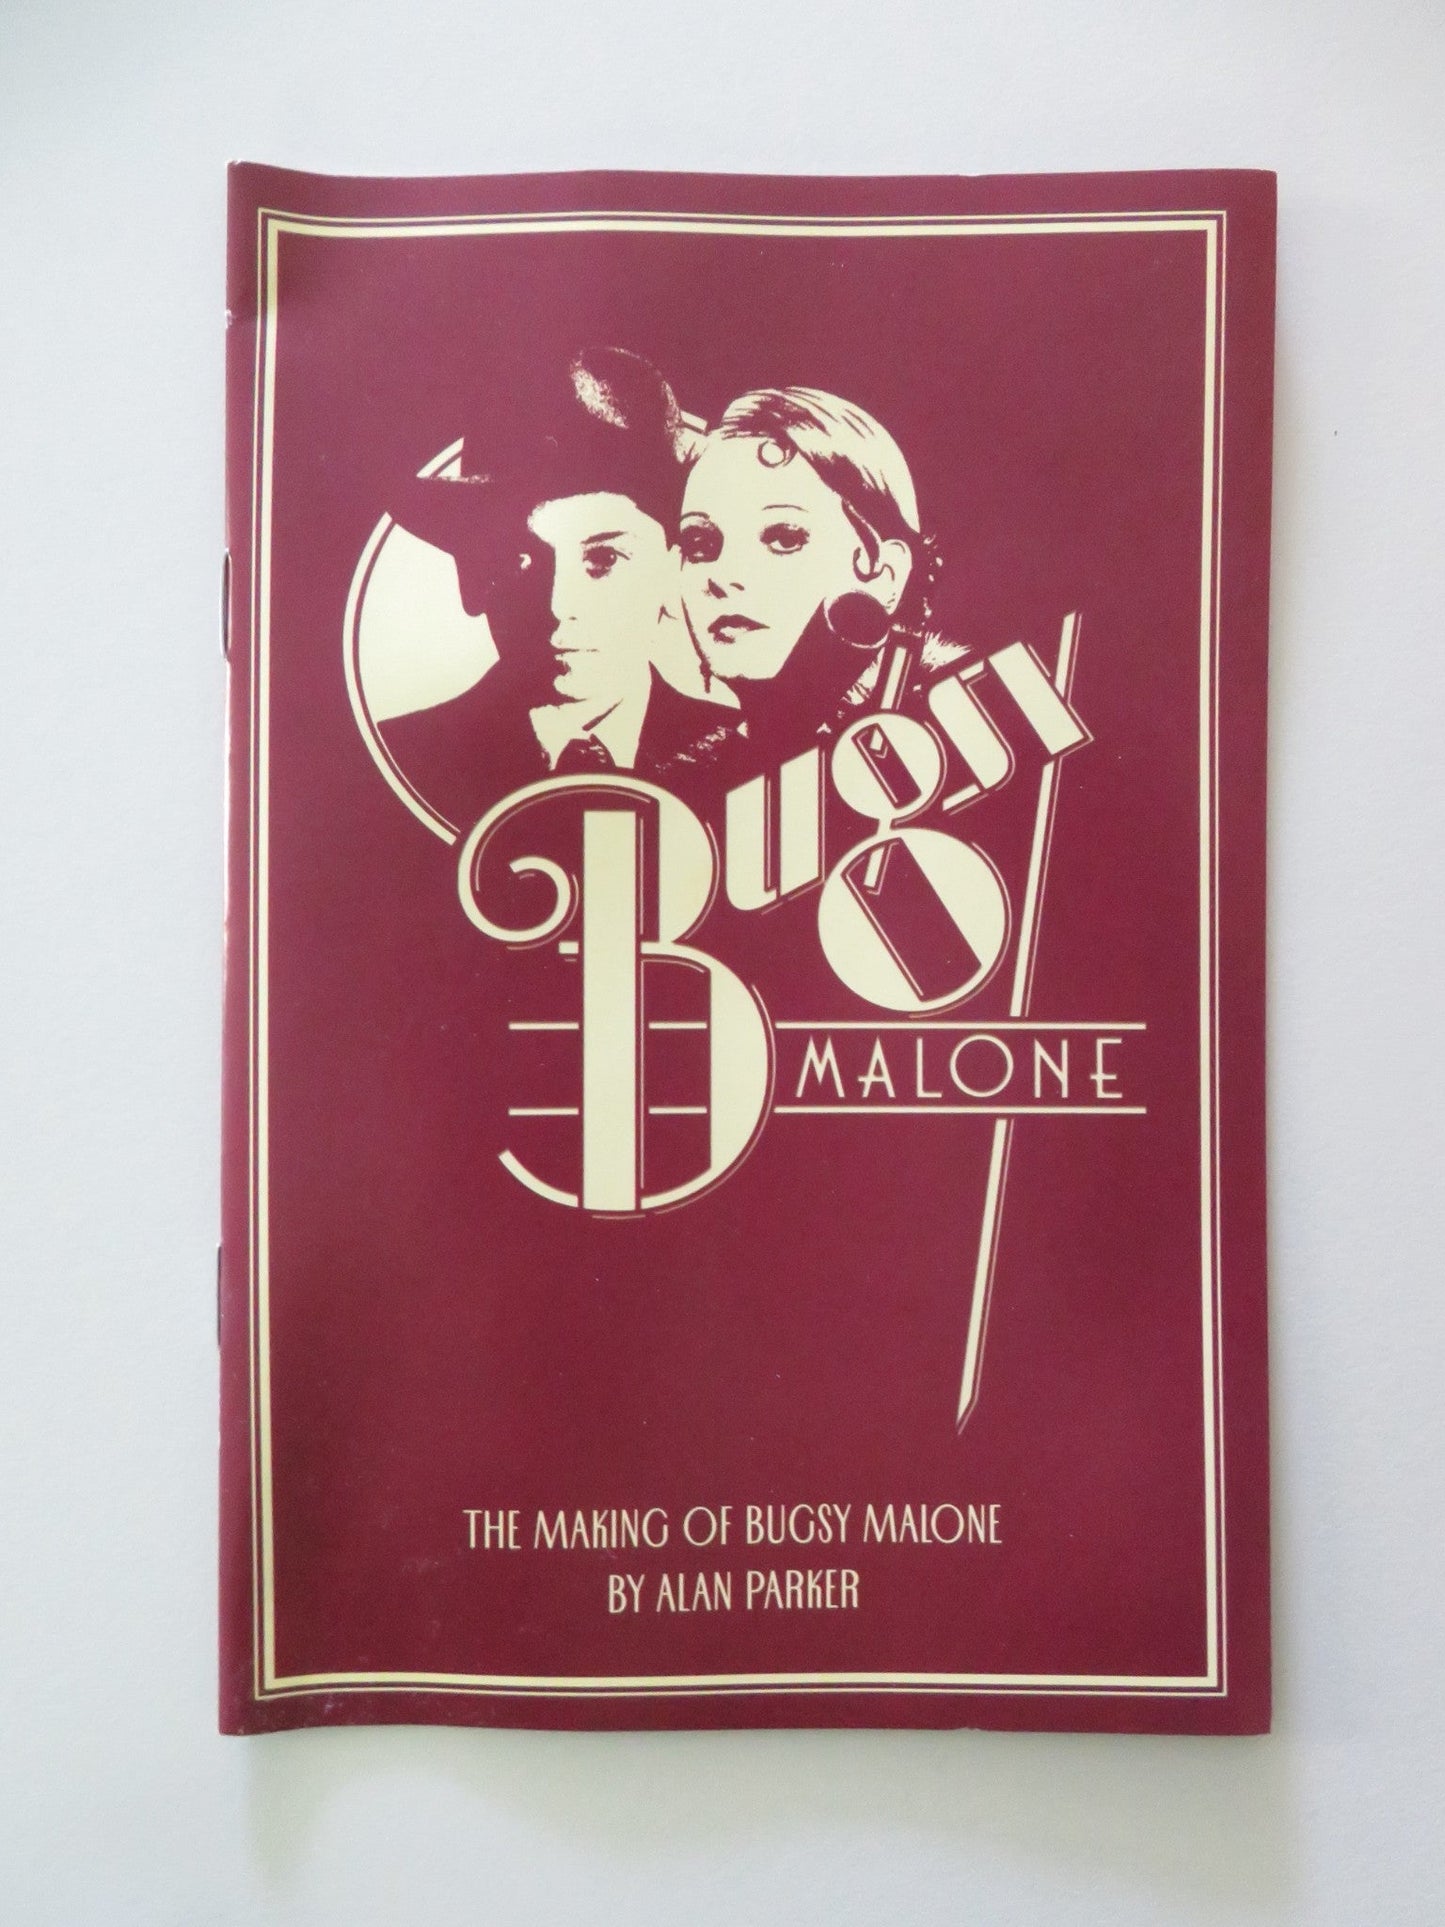 Bugsy
MALONE
THE MAKING OF BUGSY MALONE
BY ALAN PARKER